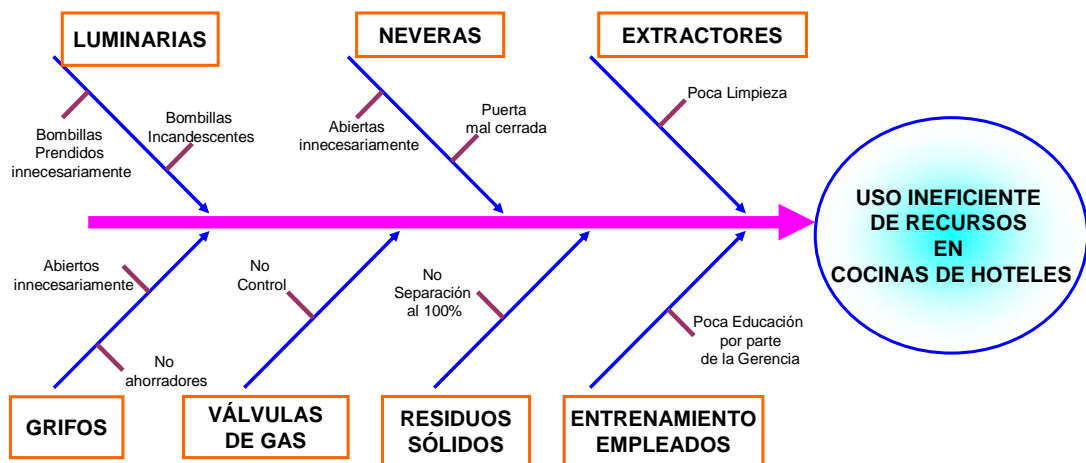 LUMINARIAS
NEVERAS
EXTRACTORES
Bombillas
Prendidos
innecesariamente
Bombillas
Incandescentes
Abiertas
innecesariamente
Puerta
mal cerrada
Poca Limpieza
USO INEFICIENTE
DE RECURSOS
EN
COCINAS DE HOTELES
Abiertos
innecesariamente
No
ahorradores
No
Control
No
Separación
al 100%
Poca Educación
por parte
de la Gerencia
GRIFOS
VÁLVULAS
DE GAS
RESIDUOS
SÓLIDOS
ENTRENAMIENTO
EMPLEADOS